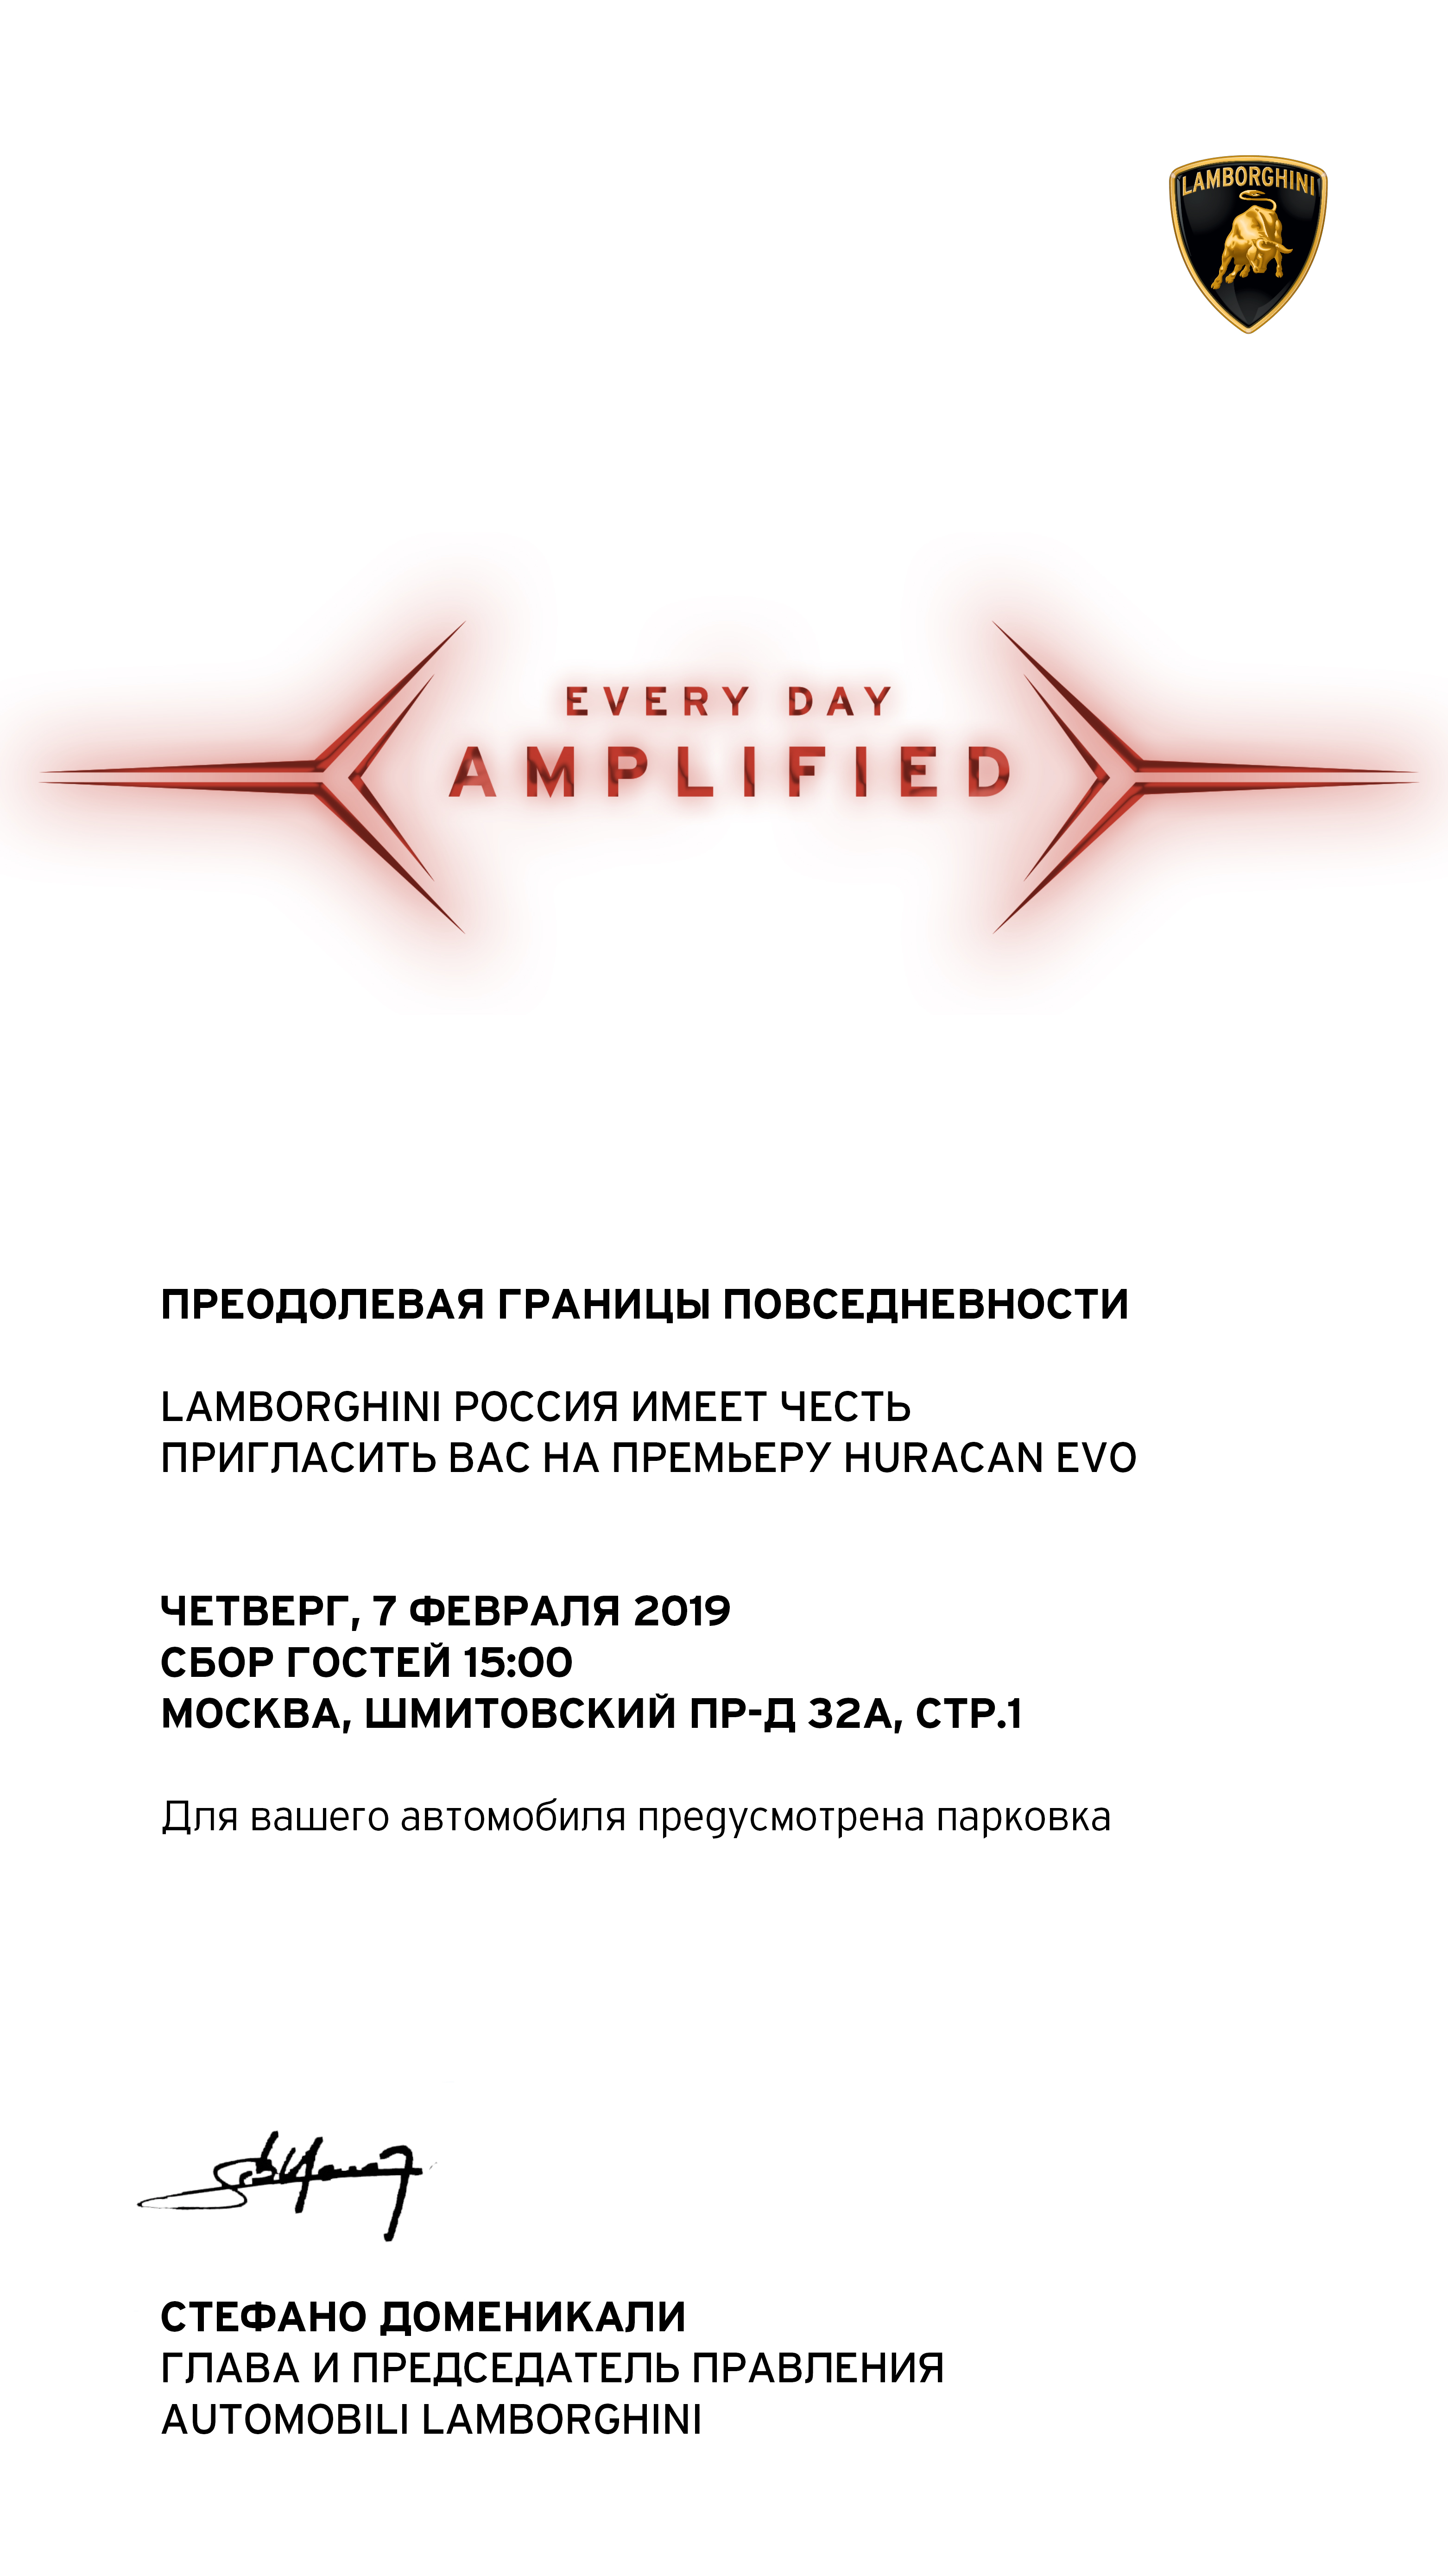 LAMBORGHINI
EVERY DAY
AMPLIFIED
ПРЕОДОЛЕВАЯ ГРАНИЦЫ ПОВСЕДНЕВНОСТИ
LAMBORGHINI РОССИЯ ИМЕЕТ ЧЕСТЬ
ПРИГЛАСИТЬ ВАС НА ПРЕМЬЕРУ HURACAN EVO
ЧЕТВЕРГ, 7 ФЕВРАЛЯ 2019
СБОР ГОСТЕЙ 15:00
МОСКВА, ШМИТОВСКИЙ ПР-Д 32А, СТР.1
Для вашего автомобиля предусмотрена парковка
СТЕФАНО ДОМЕНИКАЛИ
ГЛАВА И ПРЕДСЕДАТЕЛЬ ПРАВЛЕНИЯ
AUTOMOBILI LAMBORGHINI